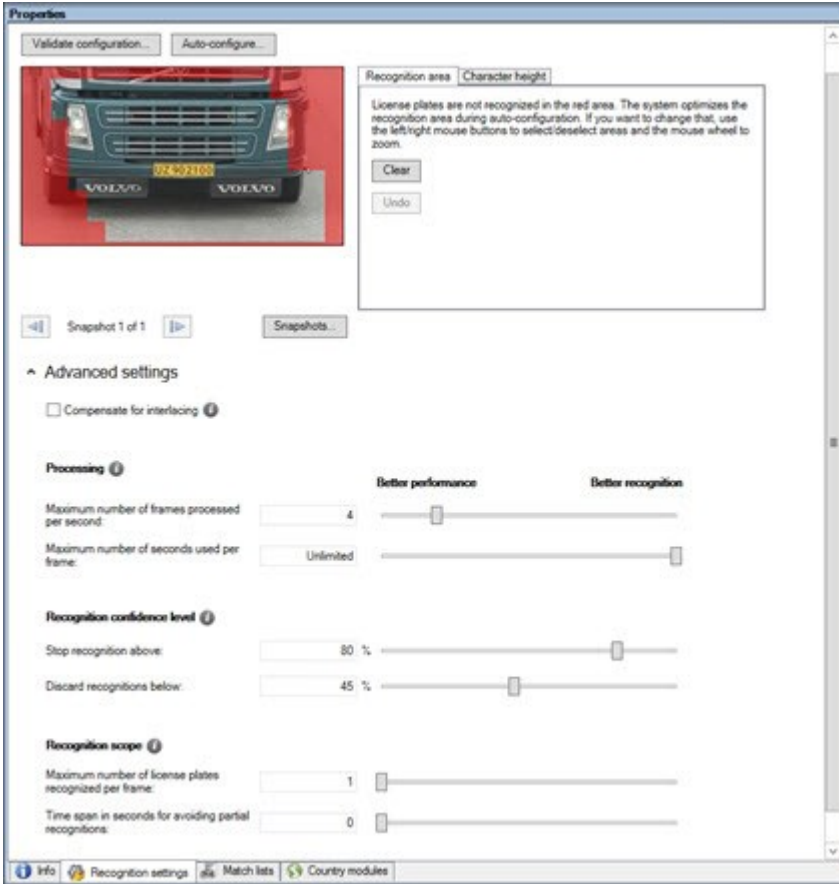 Properties
Validate configuration...
Auto-configure...
Recognition area
Character height
License plates are not recognized in the red area. The system optimizes the
recognition area during auto-configuration. If you want to change that, use
the left/right mouse buttons to select/deselect areas and the mouse wheel to
zoom.
Clear
Undo
UZ 902100
VOLVO
VOLVO
Snapshot 1 of 1
Snapshots...
Advanced settings
Compensate for interlacing
Processing
Better performance
Better recognition
Maximum number of frames processed
per second:
4
Maximum number of seconds used per
frame:
Unlimited
Recognition confidence level
Stop recognition above:
80 %
Discard recognitions below:
45 %
Recognition scope
Maximum number of license plates
recognized per frame:
1
Time span in seconds for avoiding partial
recognitions:
0
Info
Recognition settings
Match lists
Country modules